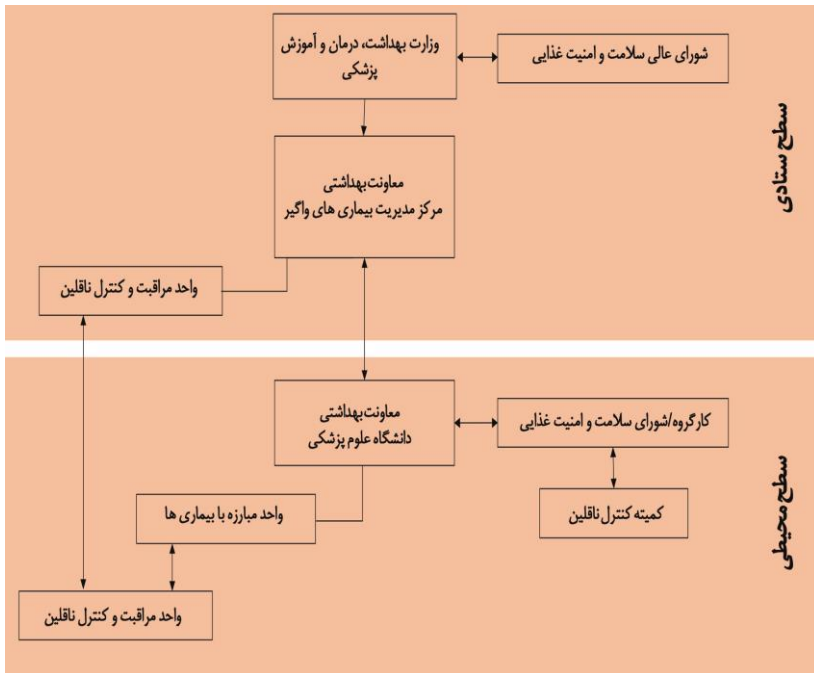 وزارت بهداشت، درمان و آموزش
پزشکی
شورای عالی سلامت و امنیت غذایی
سطح ستادی
معاونت‌بهداشتی
مرکز مدیریت بیماری های واگیر
واحد مراقبت و کنترل ناقلین
معاونت‌بهداشتی
دانشگاه علوم پزشکی
کارگروه/شورای سلامت و امنیت غذایی
سطح محیطی
واحد مبارزه با بیماری ها
کمیته کنترل ناقلین
واحد مراقبت و کنترل ناقلین